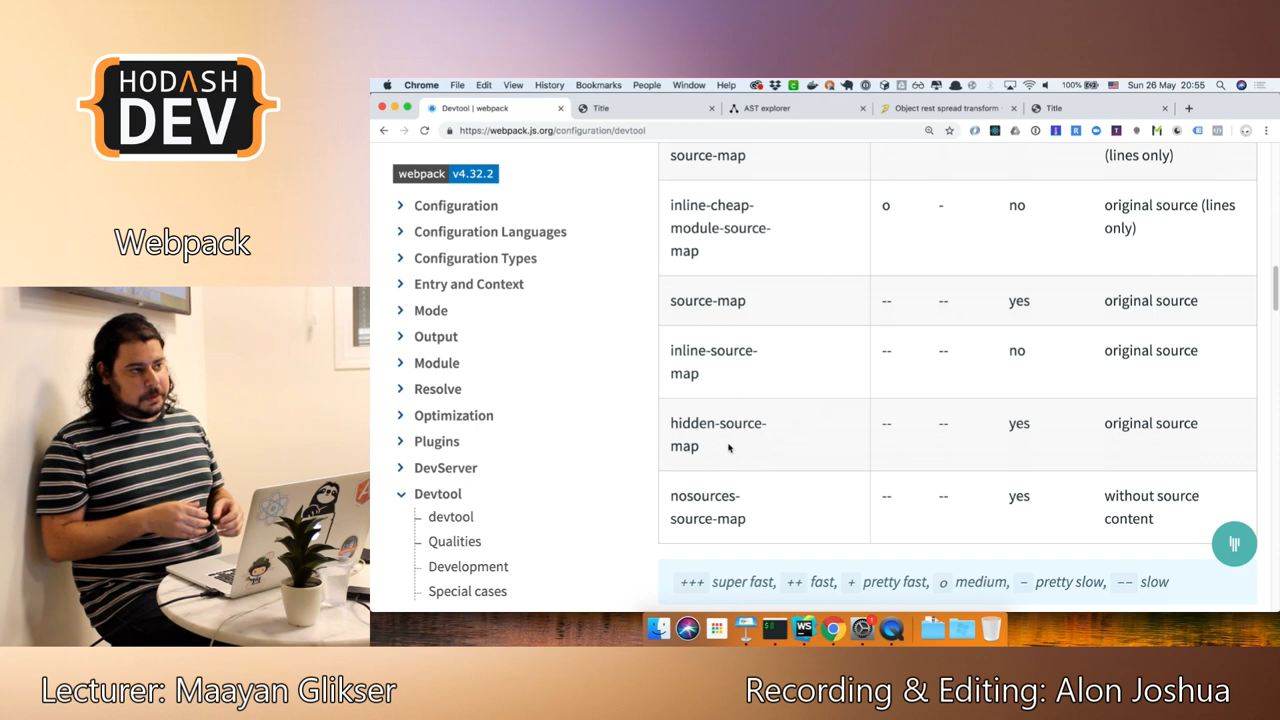 HODASH
DEV
Webpack
Chrome File Edit View History Bookmarks People Window Help 100% Sun 26 May 20:55
Devtool | webpack
Title
AST explorer
Object rest spread transform
Title
https://webpack.js.org/configuration/devtool
webpack v4.32.2
Configuration
Configuration Languages
Configuration Types
Entry and Context
Mode
Output
Module
Resolve
Optimization
Plugins
DevServer
Devtool
devtool
Qualities
Development
Special cases
source-map (lines only)
inline-cheap- o - no original source (lines
module-source- only)
map
source-map -- -- yes original source
inline-source- -- -- no original source
map
hidden-source- -- -- yes original source
map
nosources- -- -- yes without source
source-map content
+++ super fast, ++ fast, + pretty fast, o medium, - pretty slow, -- slow
Lecturer: Maayan Glikser
Recording & Editing: Alon Joshua